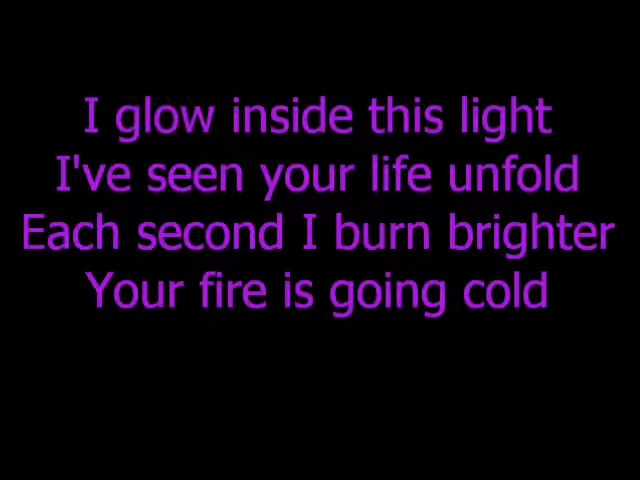 I glow inside this light
I've seen your life unfold
Each second I burn brighter
Your fire is going cold